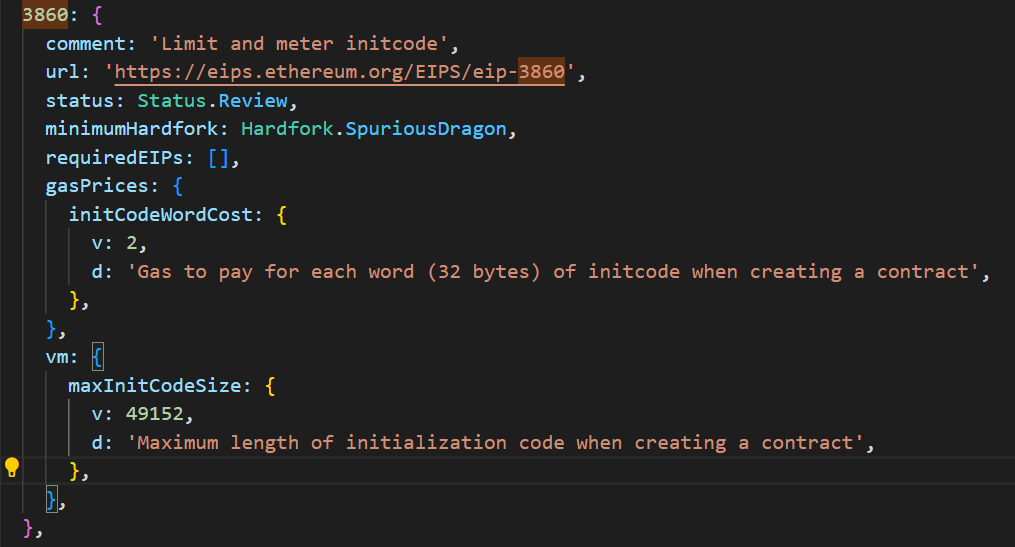 3860: {
comment: 'Limit and meter initcode',
url: 'https://eips.ethereum.org/EIPS/eip-3860',
status: Status.Review,
minimumHardfork: Hardfork.SpuriousDragon,
requiredEIPs: [],
gasPrices: {
initCodeWordCost: {
v: 2,
d: 'Gas to pay for each word (32 bytes) of initcode when creating a contract',
},
},
vm: {
maxInitCodeSize: {
v: 49152,
d: 'Maximum length of initialization code when creating a contract',
},
},
},